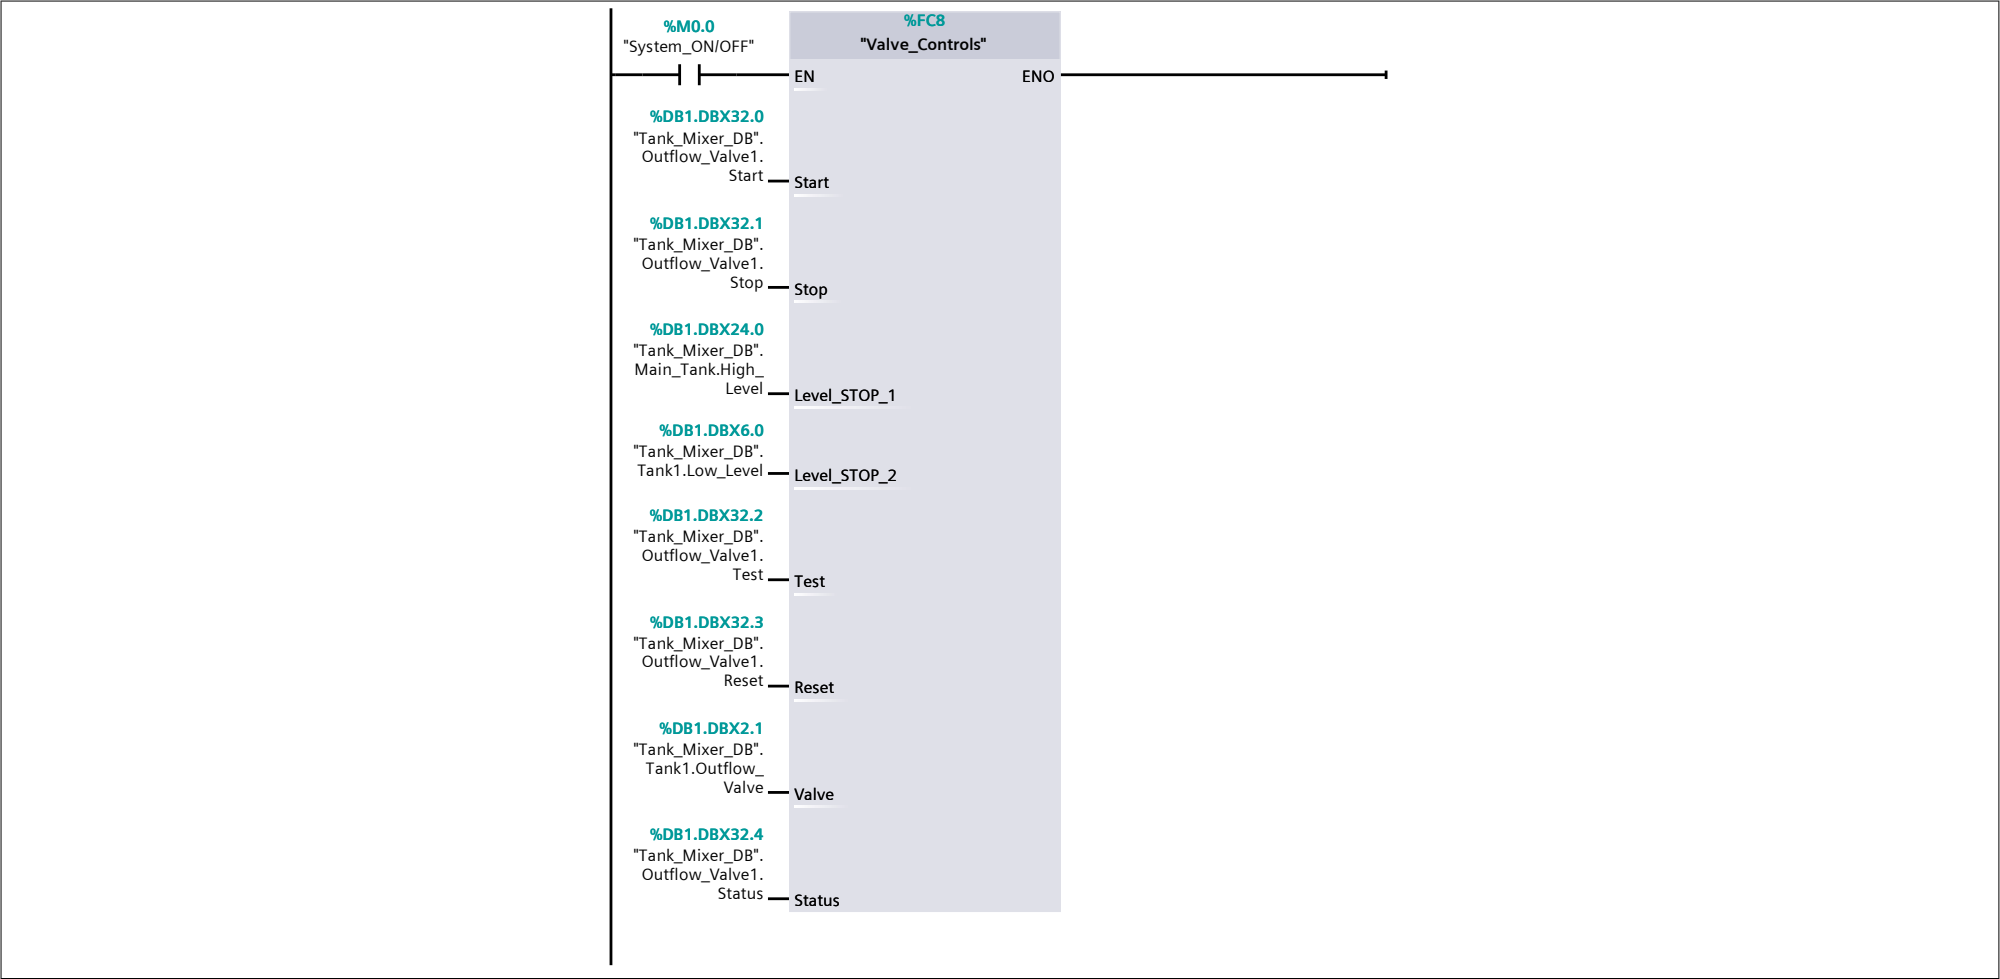 %M0.0
"System_ON/OFF"
%FC8
"Valve_Controls"
EN
ENO
%DB1.DBX32.0
"Tank_Mixer_DB".
Outflow_Valve1.
Start
Start
%DB1.DBX32.1
"Tank_Mixer_DB".
Outflow_Valve1.
Stop
Stop
%DB1.DBX24.0
"Tank_Mixer_DB".
Main_Tank.High_
Level
Level_STOP_1
%DB1.DBX6.0
"Tank_Mixer_DB".
Tank1.Low_Level
Level_STOP_2
%DB1.DBX32.2
"Tank_Mixer_DB".
Outflow_Valve1.
Test
Test
%DB1.DBX32.3
"Tank_Mixer_DB".
Outflow_Valve1.
Reset
Reset
%DB1.DBX2.1
"Tank_Mixer_DB".
Tank1.Outflow_
Valve
Valve
%DB1.DBX32.4
"Tank_Mixer_DB".
Outflow_Valve1.
Status
Status